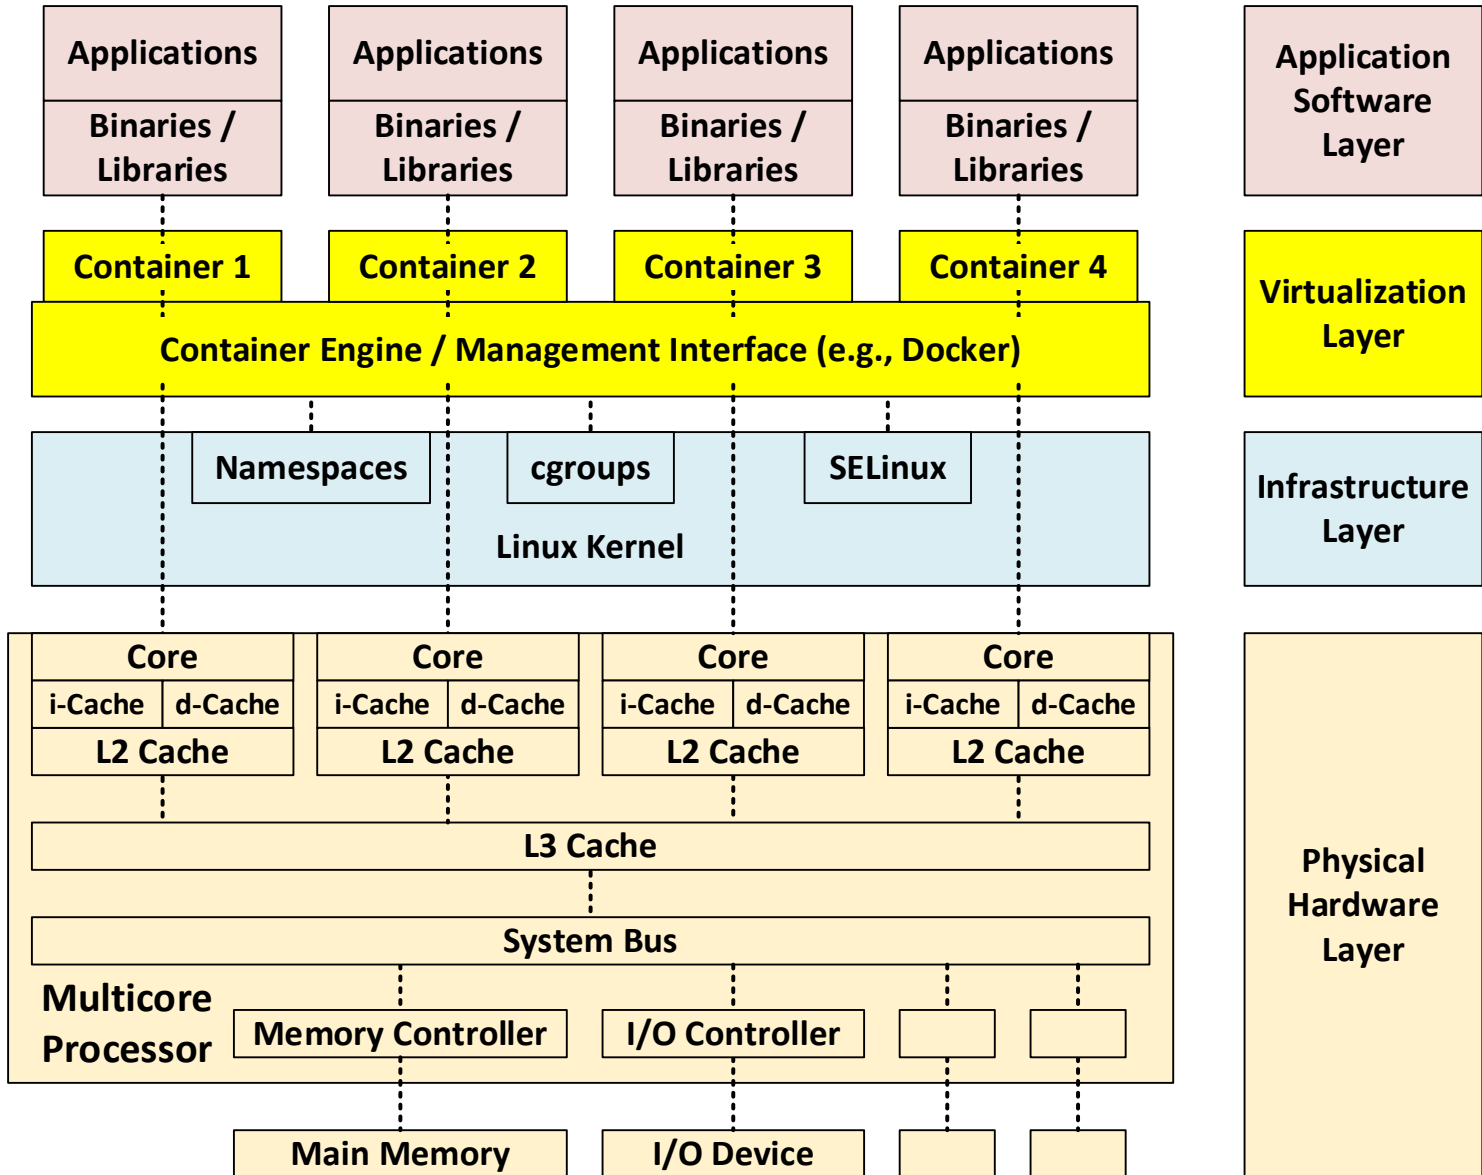 Applications
Applications
Applications
Applications
Application
Software
Layer
Binaries /
Libraries
Binaries /
Libraries
Binaries /
Libraries
Binaries /
Libraries
Container 1
Container 2
Container 3
Container 4
Virtualization
Layer
Container Engine / Management Interface (e.g., Docker)
Namespaces
cgroups
SELinux
Linux Kernel
Infrastructure
Layer
Core
Core
Core
Core
i-Cache
d-Cache
i-Cache
d-Cache
i-Cache
d-Cache
i-Cache
d-Cache
L2 Cache
L2 Cache
L2 Cache
L2 Cache
L3 Cache
System Bus
Physical
Hardware
Layer
Multicore
Processor
Memory Controller
I/O Controller
Main Memory
I/O Device